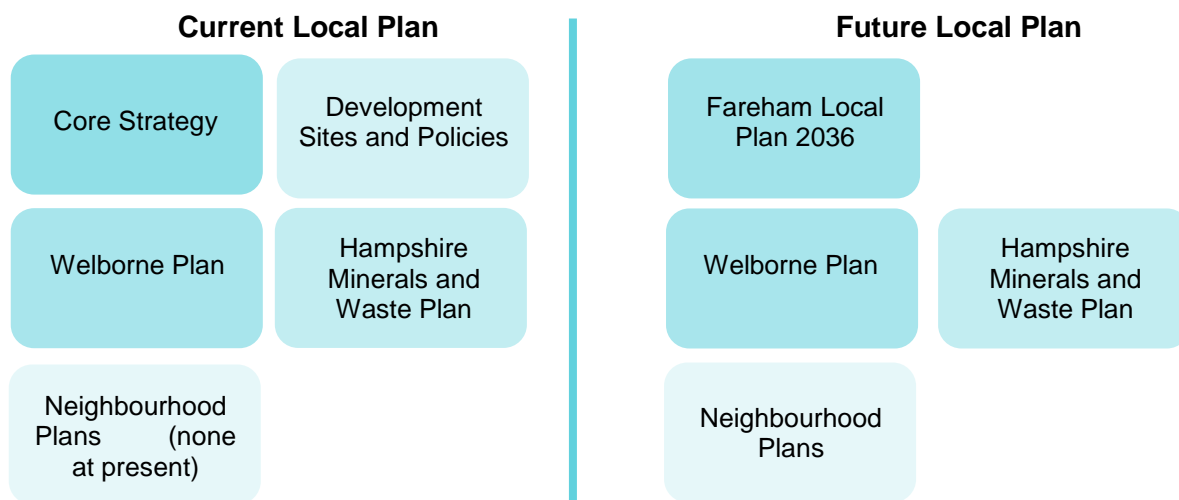 Current Local Plan
Core Strategy
Development
Sites and Policies
Welborne Plan
Hampshire
Minerals and
Waste Plan
Neighbourhood
Plans (none
at present)
Future Local Plan
Fareham Local
Plan 2036
Welborne Plan
Hampshire
Minerals and
Waste Plan
Neighbourhood
Plans